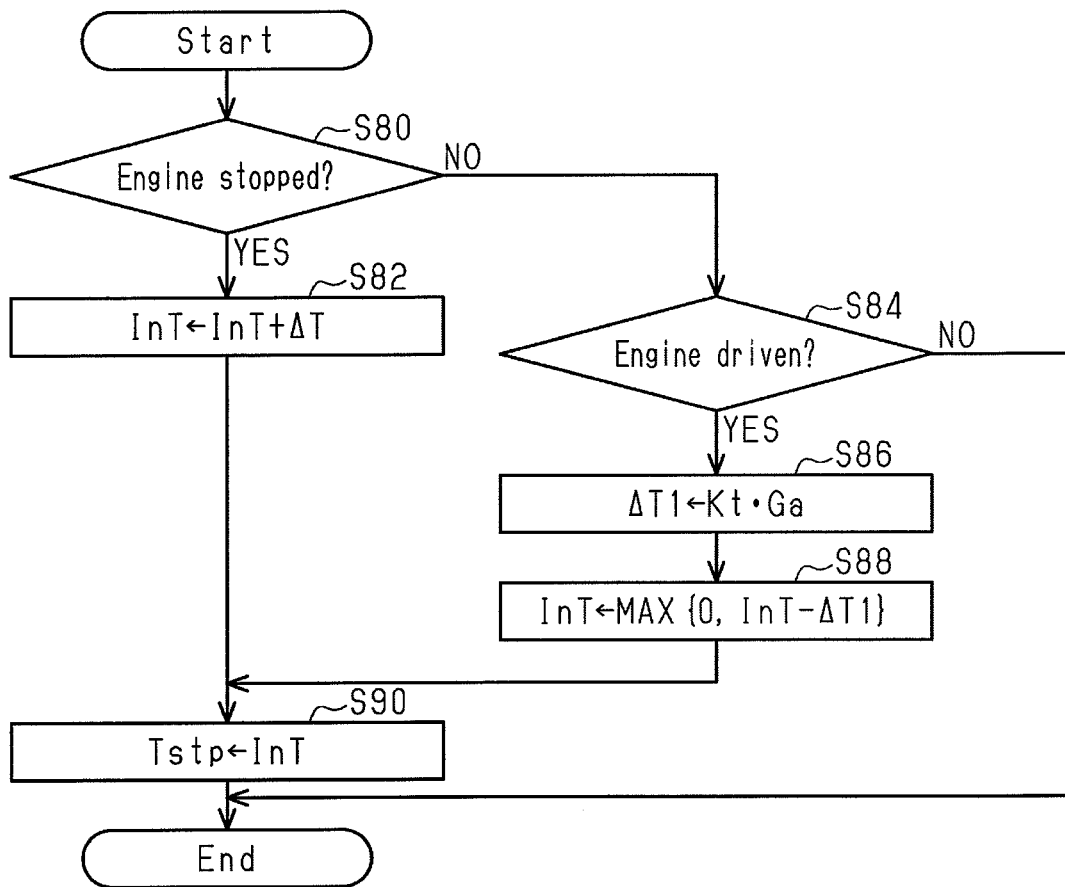 Start
S80
Engine stopped?
NO
YES
S82
InT←InT+ΔT
S84
Engine driven?
NO
YES
S86
ΔT1←Kt·Ga
S88
InT←MAX {0, InT-ΔT1}
S90
Tstp←InT
End